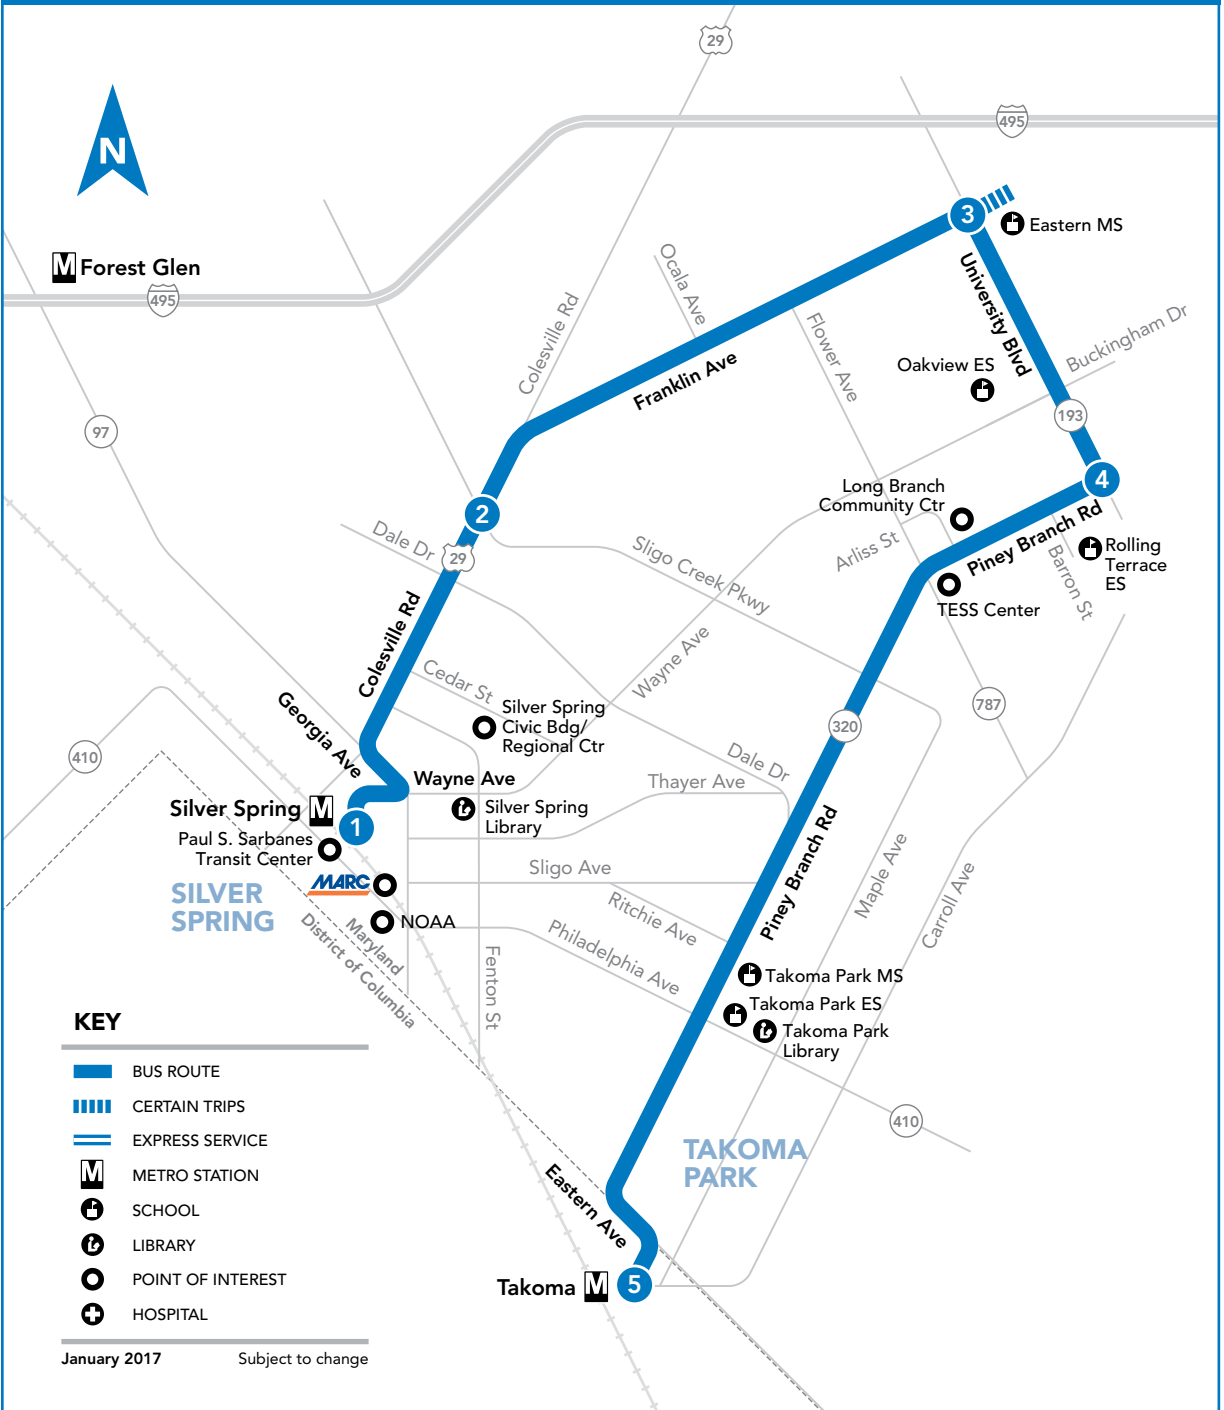 29
495
N
3
Eastern MS
Forest Glen
495
Ocala Ave
University Blvd
Colesville Rd
Flower Ave
Buckingham Dr
Franklin Ave
Oakview ES
97
193
4
Long Branch
Community Ctr
2
Dale Dr
29
Sligo Creek Pkwy
Arliss St
Piney Branch Rd
Barron St
Rolling
Terrace
ES
TESS Center
Colesville Rd
Wayne Ave
Cedar St
Georgia Ave
Silver Spring
Civic Bdg/
Regional Ctr
787
320
410
Dale Dr
Wayne Ave
Thayer Ave
Silver Spring
M
1
Silver Spring
Library
Paul S. Sarbanes
Transit Center
MARC
SILVER
SPRING
Sligo Ave
Ritchie Ave
Piney Branch Rd
Maple Ave
Carroll Ave
NOAA
Maryland
District of Columbia
Fenton St
Philadelphia Ave
Takoma Park MS
Takoma Park ES
Takoma Park
Library
410
TAKOMA
PARK
Eastern Ave
Takoma
M
5
KEY
BUS ROUTE
CERTAIN TRIPS
EXPRESS SERVICE
M
METRO STATION
SCHOOL
LIBRARY
POINT OF INTEREST
HOSPITAL
January 2017
Subject to change